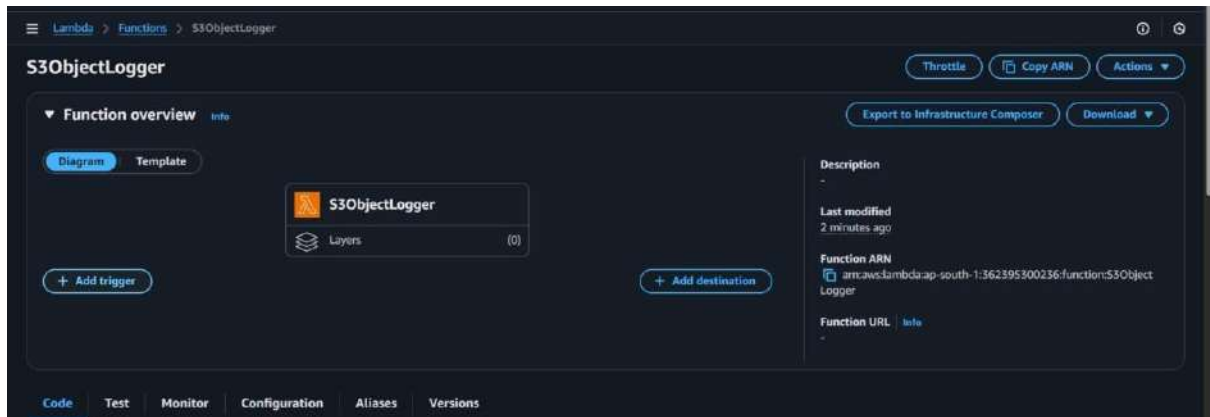 Lambda > Functions > S3ObjectLogger
S3ObjectLogger
Throttle Copy ARN Actions
Function overview Info
Export to Infrastructure Composer Download
Diagram Template
S3ObjectLogger
Layers (0)
+ Add trigger
+ Add destination
Description
-
Last modified
2 minutes ago
Function ARN
arn:aws:lambda:ap-south-1:362395300236:function:S3Object
Logger
Function URL Info
-
Code Test Monitor Configuration Aliases Versions